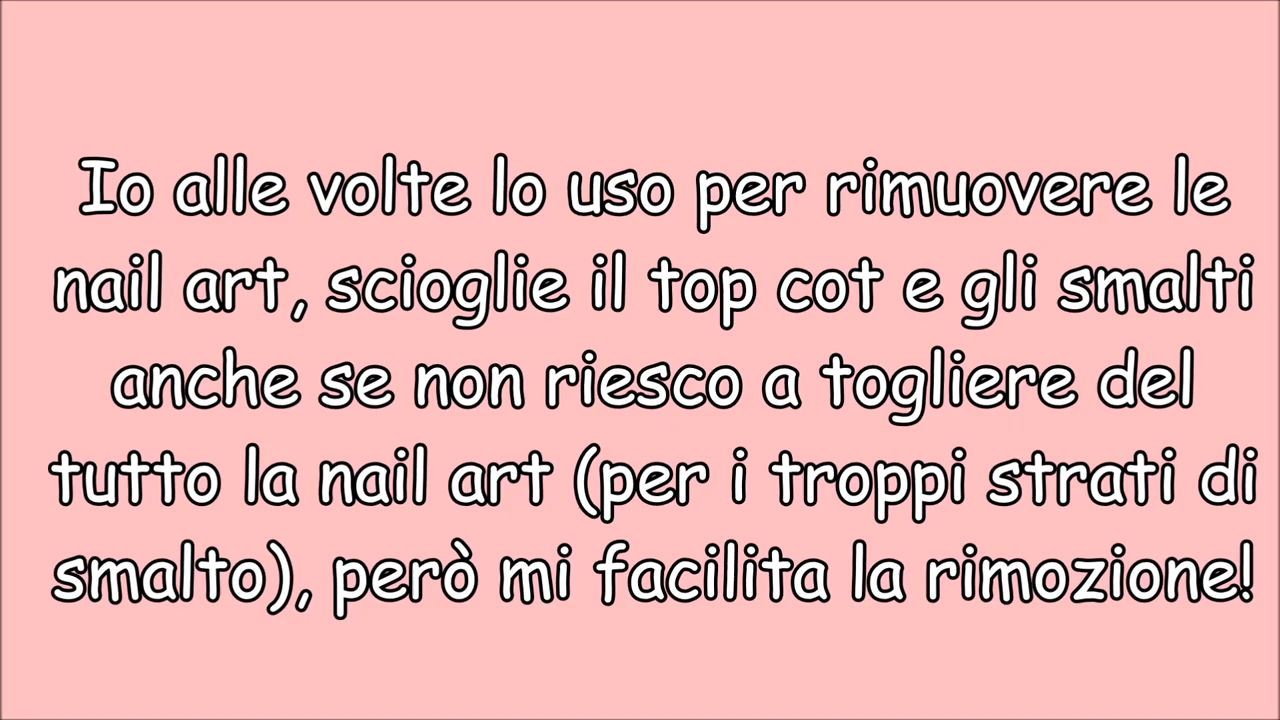 Io alle volte lo uso per rimuovere le
nail art, scioglie il top cot e gli smalti
anche se non riesco a togliere del
tutto la nail art (per i troppi strati di
smalto), però mi facilita la rimozione!